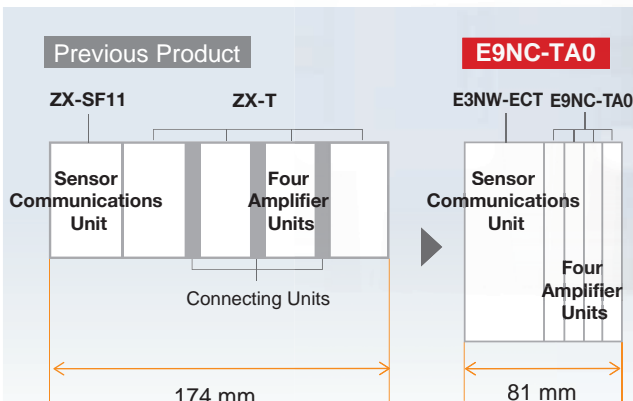 Previous Product
E9NC-TA0
ZX-SF11
ZX-T
E3NW-ECT
E9NC-TA0
Sensor
Communications
Unit
Four
Amplifier
Units
Connecting Units
Sensor
Communications
Unit
Four
Amplifier
Units
174 mm
81 mm